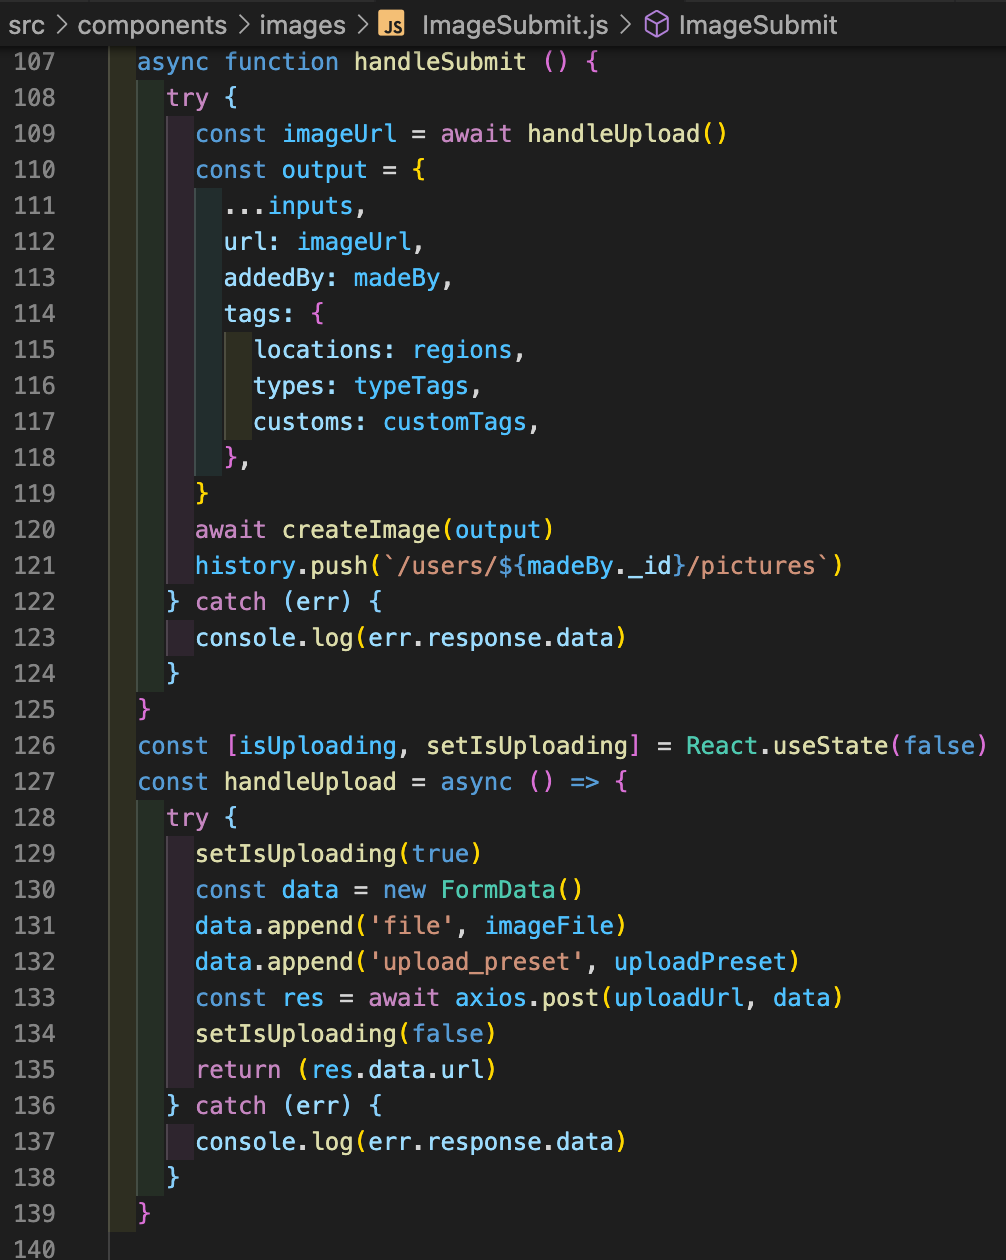 src > components > images > JS ImageSubmit.js > ImageSubmit
107 async function handleSubmit () {
108 try {
109 const imageUrl = await handleUpload()
110 const output = {
111 ...inputs,
112 url: imageUrl,
113 addedBy: madeBy,
114 tags: {
115 locations: regions,
116 types: typeTags,
117 customs: customTags,
118 },
119 }
120 await createImage(output)
121 history.push(`/users/${madeBy._id}/pictures`)
122 } catch (err) {
123 console.log(err.response.data)
124 }
125 }
126 const [isUploading, setIsUploading] = React.useState(false)
127 const handleUpload = async () => {
128 try {
129 setIsUploading(true)
130 const data = new FormData()
131 data.append('file', imageFile)
132 data.append('upload_preset', uploadPreset)
133 const res = await axios.post(uploadUrl, data)
134 setIsUploading(false)
135 return (res.data.url)
136 } catch (err) {
137 console.log(err.response.data)
138 }
139 }
140